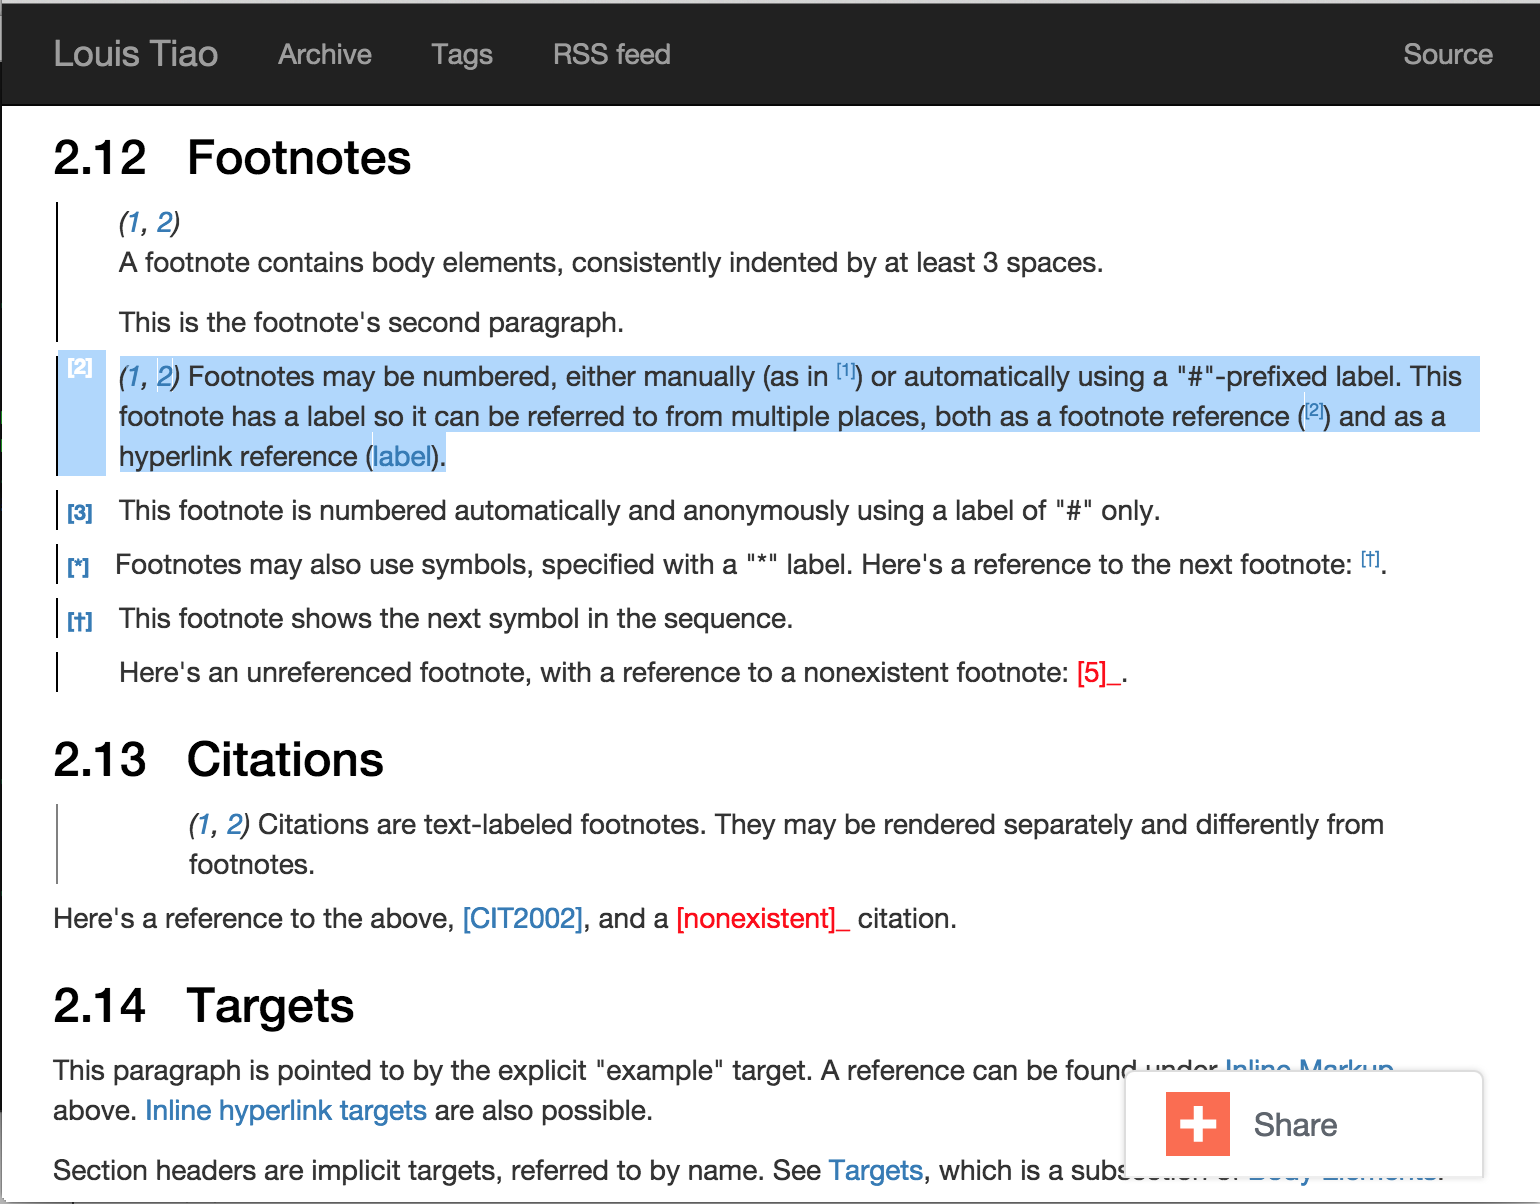 Louis Tiao Archive Tags RSS feed Source
2.12 Footnotes
(1, 2)
A footnote contains body elements, consistently indented by at least 3 spaces.
This is the footnote's second paragraph.
[2] (1, 2) Footnotes may be numbered, either manually (as in [1]) or automatically using a "#"-prefixed label. This
footnote has a label so it can be referred to from multiple places, both as a footnote reference ([2]) and as a
hyperlink reference (label).
[3] This footnote is numbered automatically and anonymously using a label of "#" only.
[*] Footnotes may also use symbols, specified with a "*" label. Here's a reference to the next footnote: [†].
[†] This footnote shows the next symbol in the sequence.
Here's an unreferenced footnote, with a reference to a nonexistent footnote: [5]_.
2.13 Citations
(1, 2) Citations are text-labeled footnotes. They may be rendered separately and differently from
footnotes.
Here's a reference to the above, [CIT2002], and a [nonexistent]_ citation.
2.14 Targets
This paragraph is pointed to by the explicit "example" target. A reference can be found under Inline Markup
above. Inline hyperlink targets are also possible.
Share
Section headers are implicit targets, referred to by name. See Targets, which is a subsection of Body Elements.